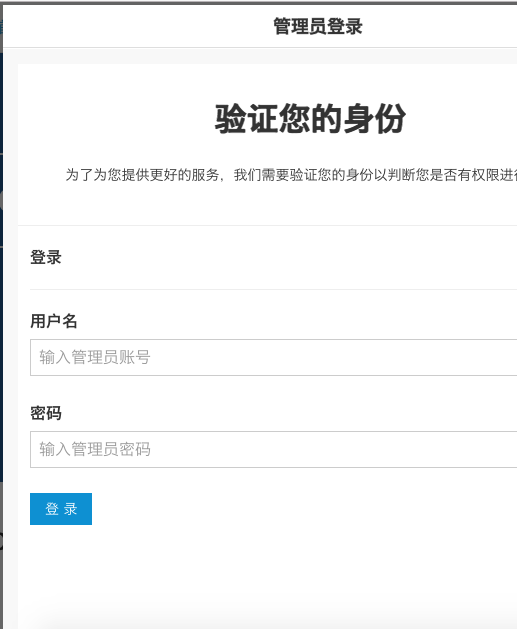 管理员登录
验证您的身份
为了为您提供更好的服务，我们需要验证您的身份以判断您是否有权限进
登录
用户名
输入管理员账号
密码
输入管理员密码
登 录